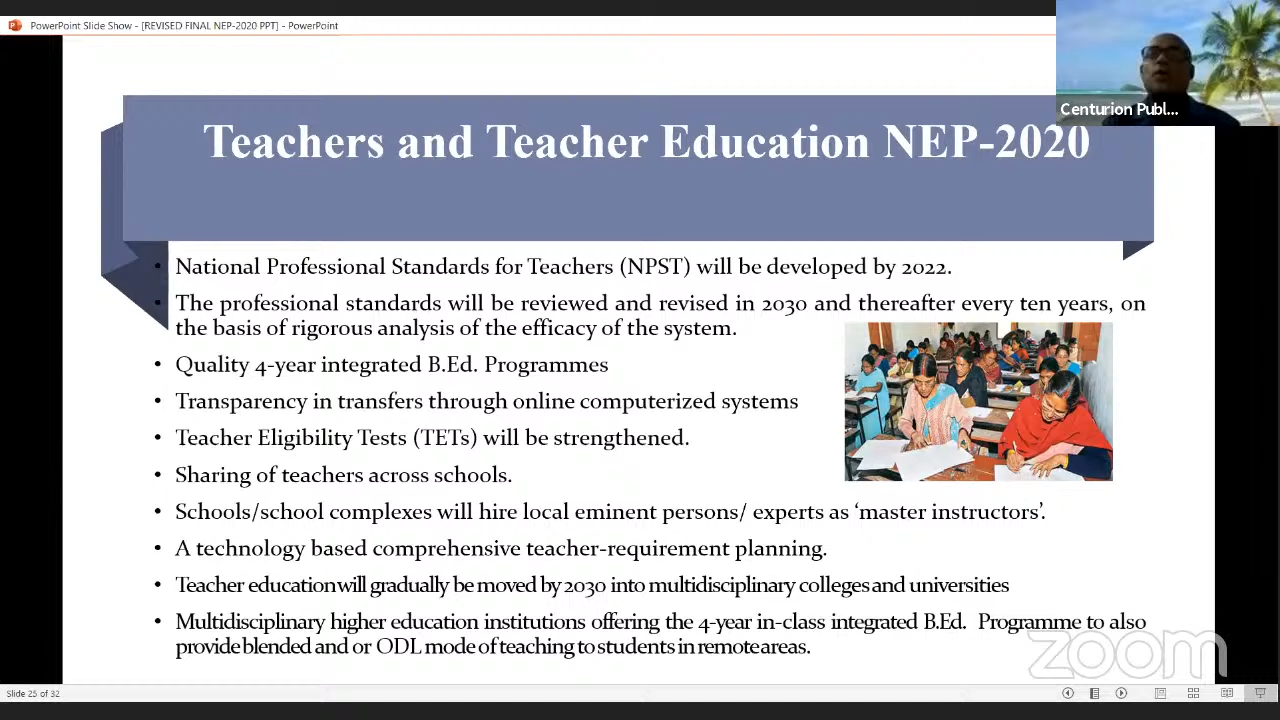 PowerPoint Slide Show - [REVISED FINAL NEP-2020 PPT] - PowerPoint
Centurion Publ...
Teachers and Teacher Education NEP-2020
• National Professional Standards for Teachers (NPST) will be developed by 2022.
• The professional standards will be reviewed and revised in 2030 and thereafter every ten years, on
the basis of rigorous analysis of the efficacy of the system.
• Quality 4-year integrated B.Ed. Programmes
• Transparency in transfers through online computerized systems
• Teacher Eligibility Tests (TETs) will be strengthened.
• Sharing of teachers across schools.
• Schools/school complexes will hire local eminent persons/ experts as ‘master instructors’.
• A technology based comprehensive teacher-requirement planning.
• Teacher education will gradually be moved by 2030 into multidisciplinary colleges and universities
• Multidisciplinary higher education institutions offering the 4-year in-class integrated B.Ed. Programme to also
provide blended and or ODL mode of teaching to students in remote areas.
zoom
Slide 25 of 32